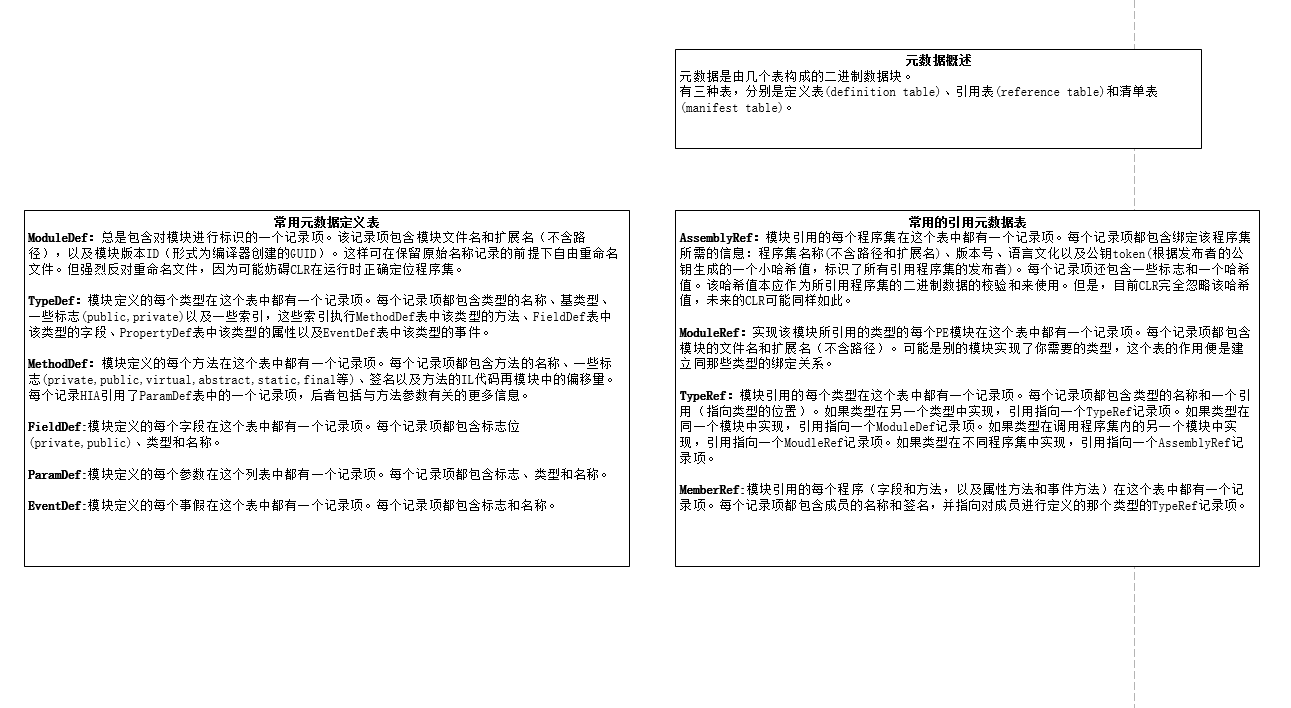 元数据概述
元数据是由几个表构成的二进制数据块。
有三种表，分别是定义表(definition table)、引用表(reference table)和清单表
(manifest table)。
常用元数据定义表
ModuleDef：总是包含对模块进行标识的一个记录项。该记录项包含模块文件名和扩展名（不含路
径），以及模块版本ID（形式为编译器创建的GUID）。这样可在保留原始名称记录的前提下自由重命名
文件。但强烈反对重命名文件，因为可能妨碍CLR在运行时正确定位程序集。
TypeDef：模块定义的每个类型在这个表中都有一个记录项。每个记录项都包含类型的名称、基类型、
一些标志(public,private)以及一些索引，这些索引执行MethodDef表中该类型的方法、FieldDef表中
该类型的字段、PropertyDef表中该类型的属性以及EventDef表中该类型的事件。
MethodDef：模块定义的每个方法在这个表中都有一个记录项。每个记录项都包含方法的名称、一些标
志(private,public,virtual,abstract,static,final等)、签名以及方法的IL代码再模块中的偏移量。
每个记录HIA引用了ParamDef表中的一个记录项，后者包括与方法参数有关的更多信息。
FieldDef:模块定义的每个字段在这个表中都有一个记录项。每个记录项都包含标志位
(private,public)、类型和名称。
ParamDef:模块定义的每个参数在这个列表中都有一个记录项。每个记录项都包含标志、类型和名称。
EventDef:模块定义的每个事假在这个表中都有一个记录项。每个记录项都包含标志和名称。
常用的引用元数据表
AssemblyRef：模块引用的每个程序集在这个表中都有一个记录项。每个记录项都包含绑定该程序集
所需的信息：程序集名称(不含路径和扩展名)、版本号、语言文化以及公钥token(根据发布者的公
钥生成的一个小哈希值，标识了所有引用程序集的发布者)。每个记录项还包含一些标志和一个哈希
值。该哈希值本应作为所引用程序集的二进制数据的校验和来使用。但是，目前CLR完全忽略该哈希
值，未来的CLR可能同样如此。
ModuleRef：实现该模块所引用的类型的每个PE模块在这个表中都有一个记录项。每个记录项都包含
模块的文件名和扩展名（不含路径）。可能是别的模块实现了你需要的类型，这个表的作用便是建
立同那些类型的绑定关系。
TypeRef：模块引用的每个类型在这个表中都有一个记录项。每个记录项都包含类型的名称和一个引
用（指向类型的位置）。如果类型在另一个类型中实现，引用指向一个TypeRef记录项。如果类型在
同一个模块中实现，引用指向一个ModuleDef记录项。如果类型在调用程序集内的另一个模块中实
现，引用指向一个MoudleRef记录项。如果类型在不同程序集中实现，引用指向一个AssemblyRef记
录项。
MemberRef:模块引用的每个程序（字段和方法，以及属性方法和事件方法）在这个表中都有一个记
录项。每个记录项都包含成员的名称和签名，并指向对成员进行定义的那个类型的TypeRef记录项。